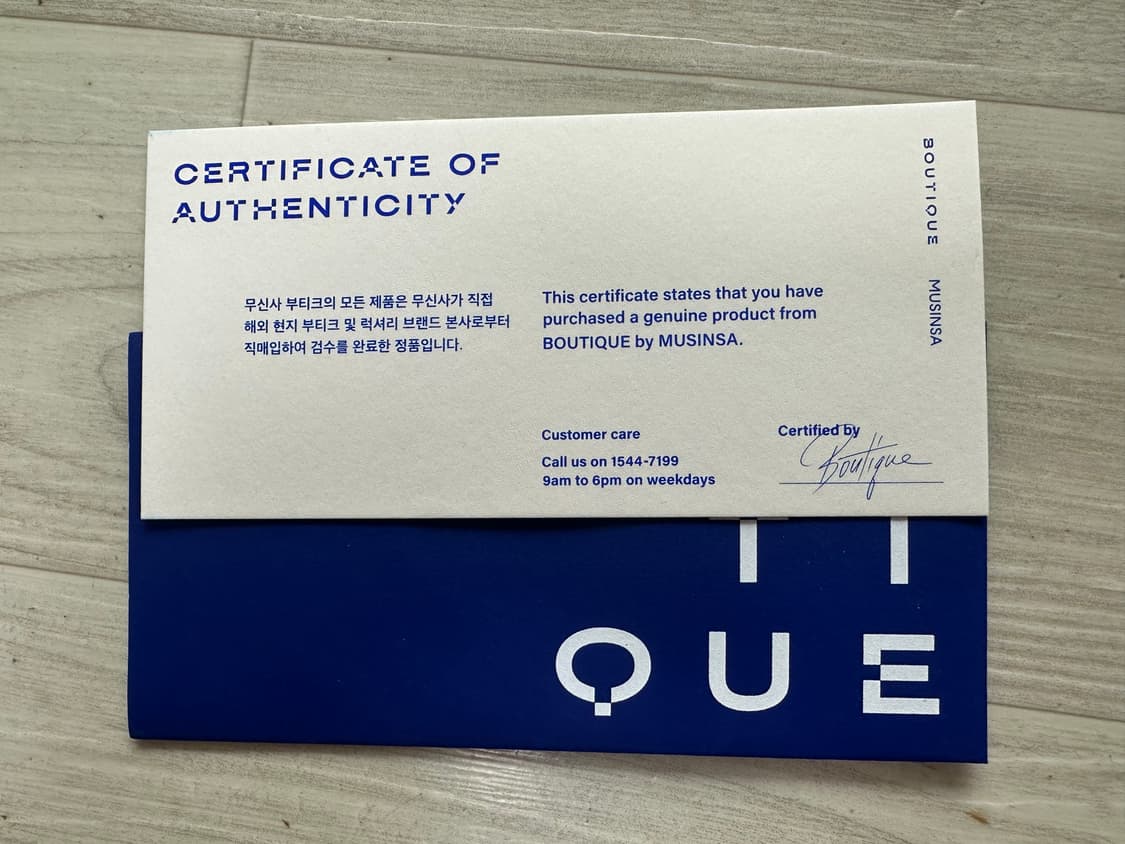 CERTIFICATE OF
AUTHENTICITY
BOUTIQUE MUSINSA
무신사 부티크의 모든 제품은 무신사가 직접
해외 현지 부티크 및 럭셔리 브랜드 본사로부터
직매입하여 검수를 완료한 정품입니다.
This certificate states that you have
purchased a genuine product from
BOUTIQUE by MUSINSA.
Customer care
Call us on 1544-7199
9am to 6pm on weekdays
Certified by
Boutique
T I
QUE